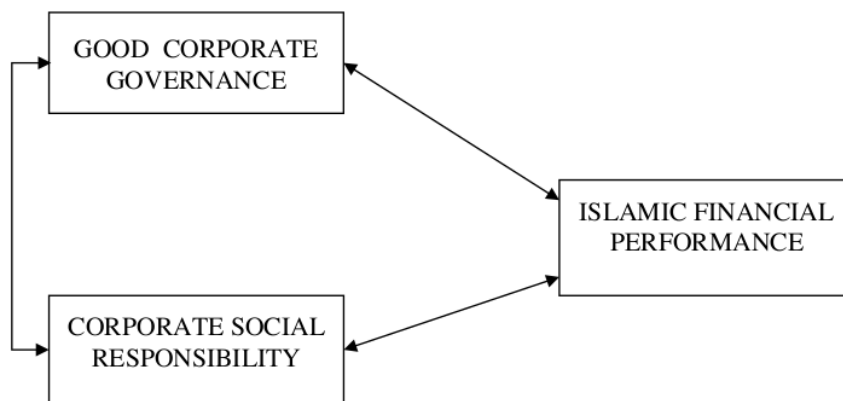 GOOD  CORPORATE
GOVERNANCE
ISLAMIC FINANCIAL
PERFORMANCE
CORPORATE SOCIAL
RESPONSIBILITY